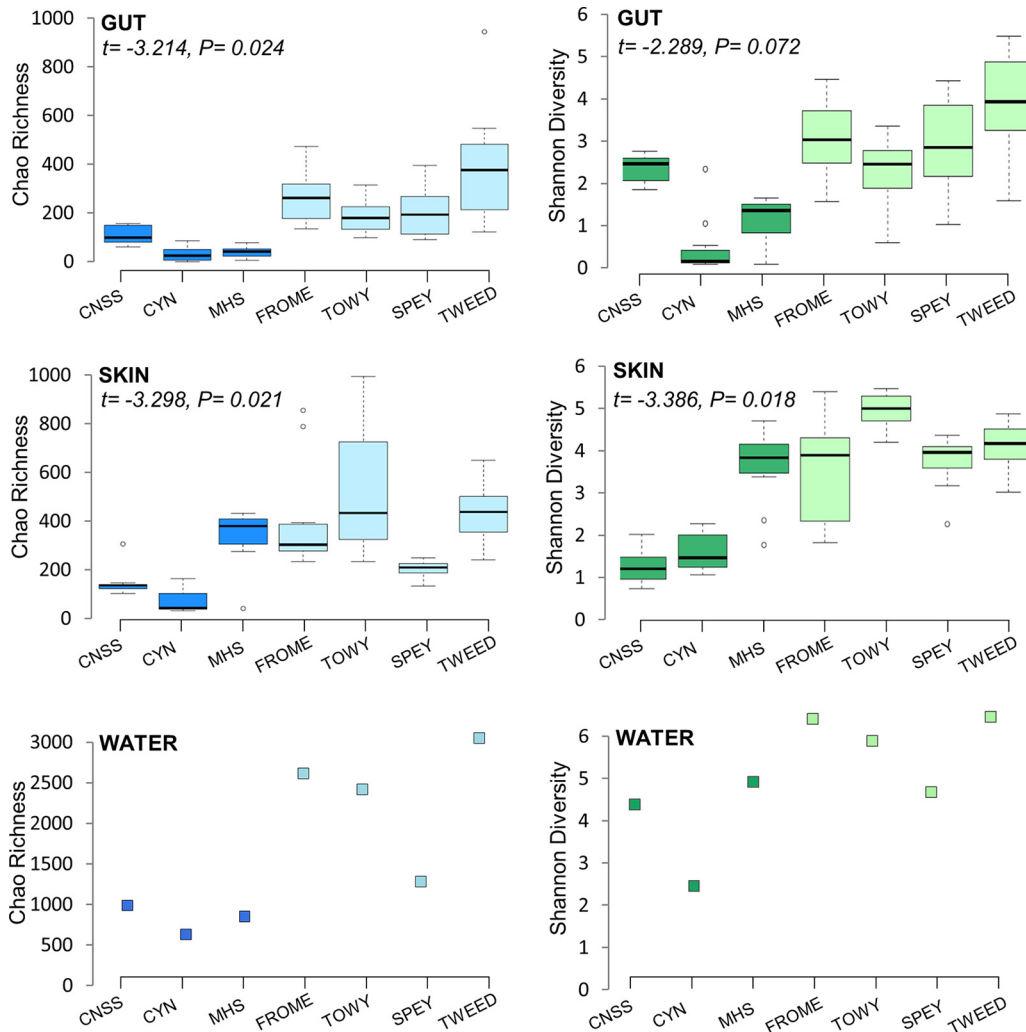 GUT
t= -3.214, P= 0.024
Chao Richness
1000
800
600
400
200
0
CNSS CYN MHS FROME TOWY SPEY TWEED
GUT
t= -2.289, P= 0.072
Shannon Diversity
6
5
4
3
2
1
0
CNSS CYN MHS FROME TOWY SPEY TWEED
SKIN
t= -3.298, P= 0.021
Chao Richness
1000
800
600
400
200
0
CNSS CYN MHS FROME TOWY SPEY TWEED
SKIN
t= -3.386, P= 0.018
Shannon Diversity
6
5
4
3
2
1
0
CNSS CYN MHS FROME TOWY SPEY TWEED
WATER
Chao Richness
3000
2500
2000
1500
1000
500
0
CNSS CYN MHS FROME TOWY SPEY TWEED
WATER
Shannon Diversity
6
5
4
3
2
1
0
CNSS CYN MHS FROME TOWY SPEY TWEED